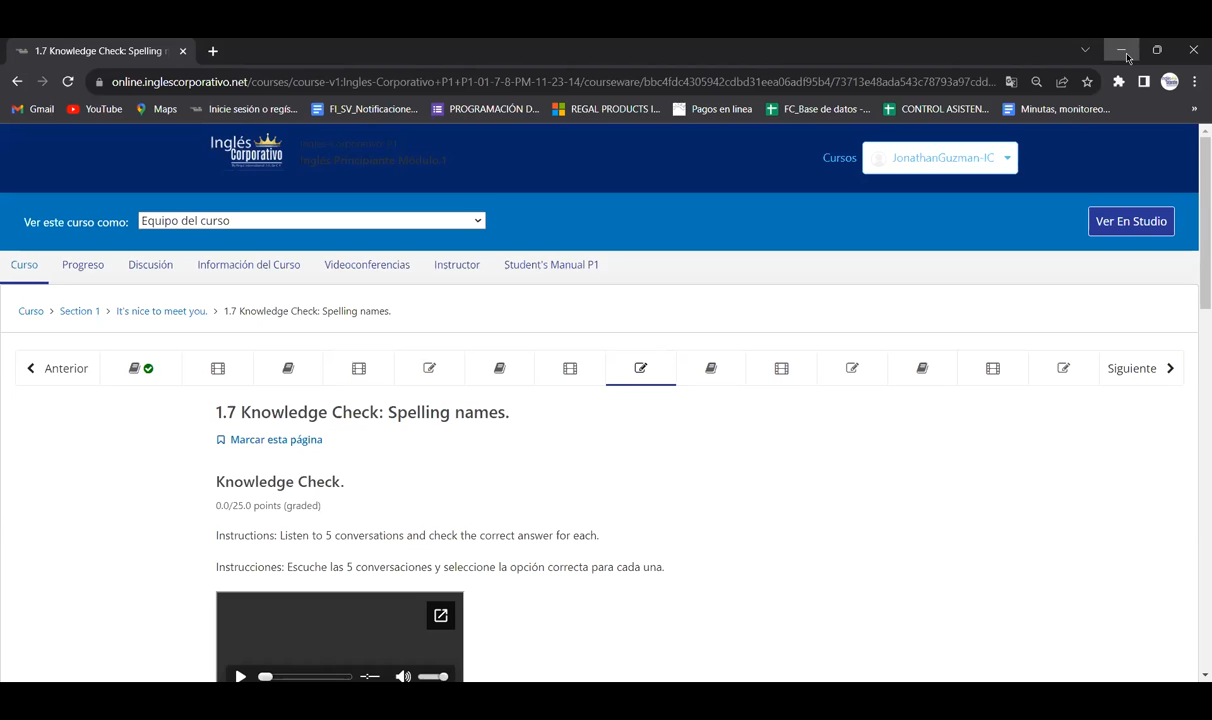 1.7 Knowledge Check: Spelling n
online.inglescorporativo.net/courses/course-v1:Ingles-Corporativo+P1+P1-01-7-8-PM-11-23-14/courseware/bbc4fdc4305942cdbd31eea06adf95b4/73713e48ada543c78793a97cdd...
Gmail YouTube Maps Inicie sesión o regís... FI_SV_Notificacione... PROGRAMACIÓN D... REGAL PRODUCTS I... Pagos en linea FC_Base de datos -... CONTROL ASISTEN... Minutas, monitoreo... »
Inglés
Corporativo
Inglés Principiante Módulo 1
Cursos JonathanGuzman-IC
Ver este curso como: Equipo del curso Ver En Studio
Curso Progreso Discusión Información del Curso Videoconferencias Instructor Student's Manual P1
Curso > Section 1 > It's nice to meet you. > 1.7 Knowledge Check: Spelling names.
Anterior Siguiente
1.7 Knowledge Check: Spelling names.
Marcar esta página
Knowledge Check.
0.0/25.0 points (graded)
Instructions: Listen to 5 conversations and check the correct answer for each.
Instrucciones: Escuche las 5 conversaciones y seleccione la opción correcta para cada una.